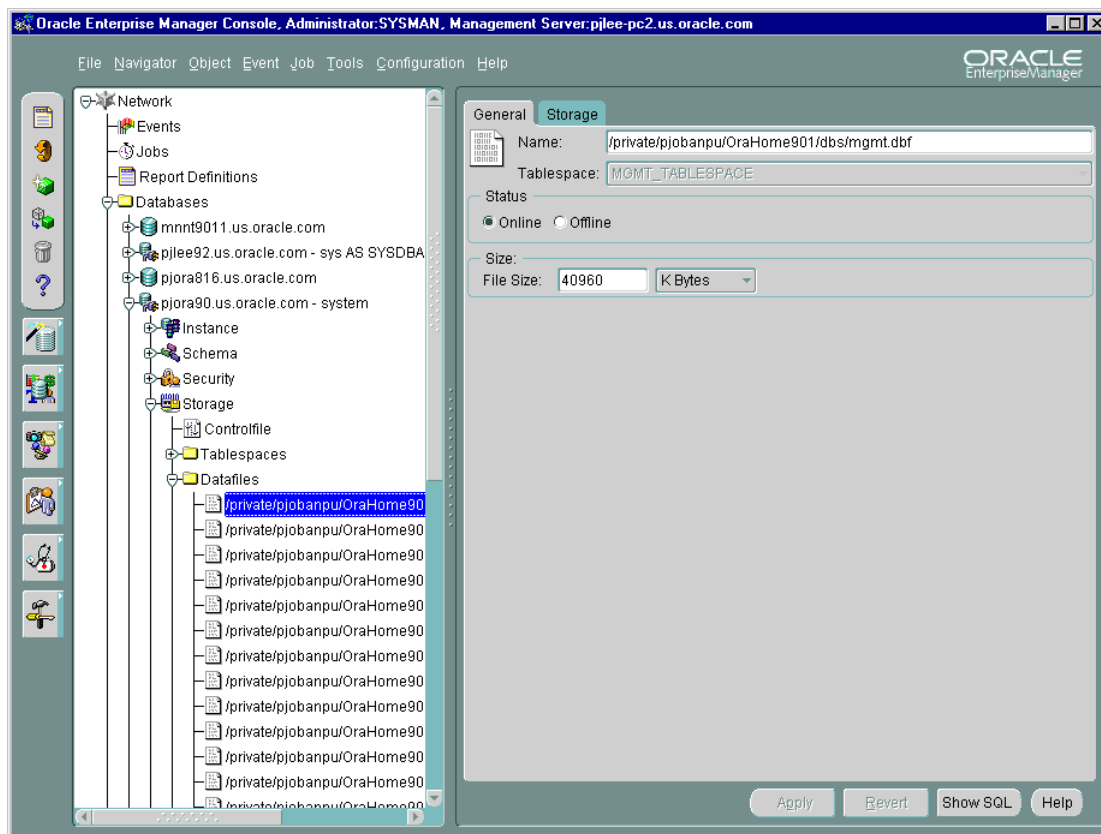 Oracle Enterprise Manager Console, Administrator:SYSMAN, Management Server:pjlee-pc2.us.oracle.com
File Navigator Object Event Job Tools Configuration Help
ORACLE
EnterpriseManager
Network
Events
Jobs
Report Definitions
Databases
mnnt9011.us.oracle.com
pjlee92.us.oracle.com - sys AS SYSDBA
pjora816.us.oracle.com
pjora90.us.oracle.com - system
Instance
Schema
Security
Storage
Controlfile
Tablespaces
Datafiles
/private/pjobanpu/OraHome90
/private/pjobanpu/OraHome90
/private/pjobanpu/OraHome90
/private/pjobanpu/OraHome90
/private/pjobanpu/OraHome90
/private/pjobanpu/OraHome90
/private/pjobanpu/OraHome90
/private/pjobanpu/OraHome90
/private/pjobanpu/OraHome90
/private/pjobanpu/OraHome90
/private/pjobanpu/OraHome90
/private/pjobanpu/OraHome90
/private/pjobanpu/OraHome90
General Storage
Name: /private/pjobanpu/OraHome901/dbs/mgmt.dbf
Tablespace: MGMT_TABLESPACE
Status
Online Offline
Size:
File Size: 40960 K Bytes
Apply Revert Show SQL Help